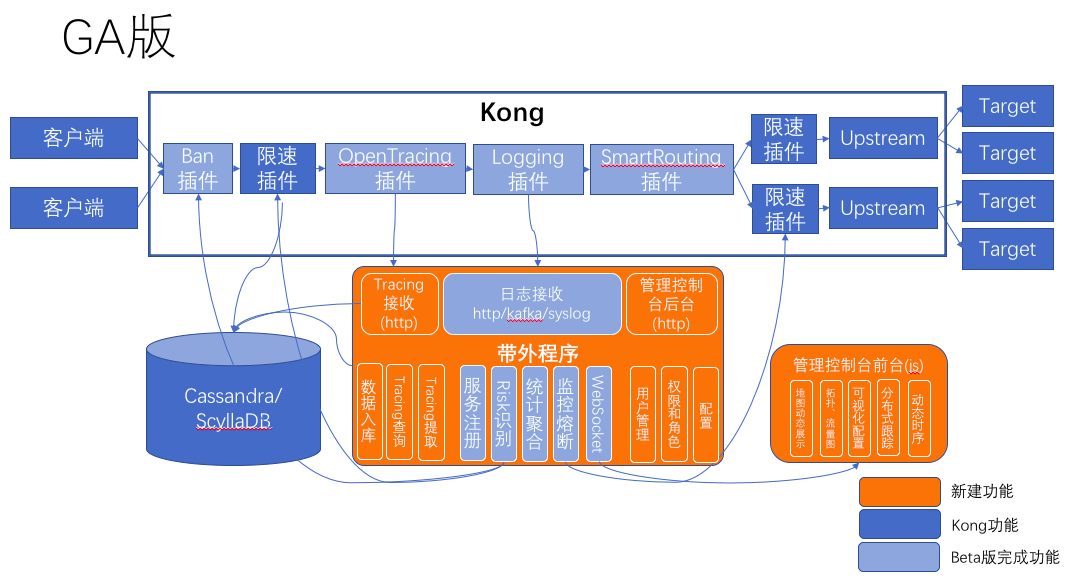 GA版
Kong
客户端
客户端
Ban
插件
限速
插件
OpenTracing
插件
Logging
插件
SmartRouting
插件
限速
插件
限速
插件
Upstream
Upstream
Target
Target
Target
Target
Tracing
接收
(http)
日志接收
http/kafka/syslog
管理控制
台后台
(http)
带外程序
数据入库
Tracing查询
Tracing提取
服务注册
Risk识别
统计聚合
监控熔断
WebSocket
用户管理
权限和角色
配置
Cassandra/
ScyllaDB
管理控制台前台(js)
地图动态展示
拓扑、流量图
可视化配置
分布式跟踪
动态时序
新建功能
Kong功能
Beta版完成功能